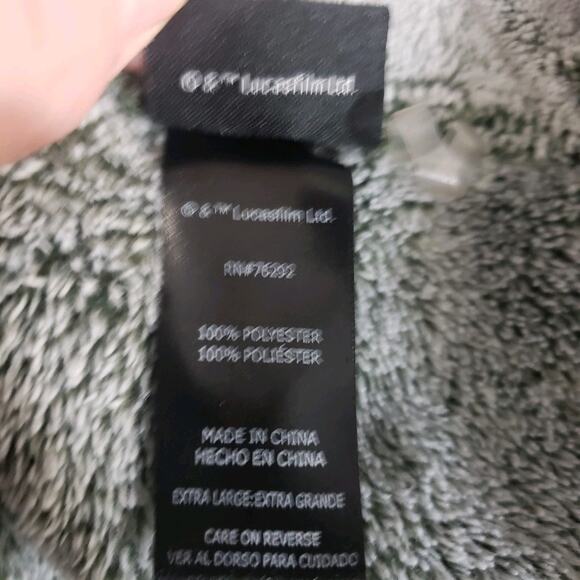 © & ™ Lucasfilm Ltd.
© & ™ Lucasfilm Ltd.
RN#76292
100% POLYESTER
100% POLIÉSTER
MADE IN CHINA
HECHO EN CHINA
EXTRA LARGE:EXTRA GRANDE
CARE ON REVERSE
VER AL DORSO PARA CUIDADO